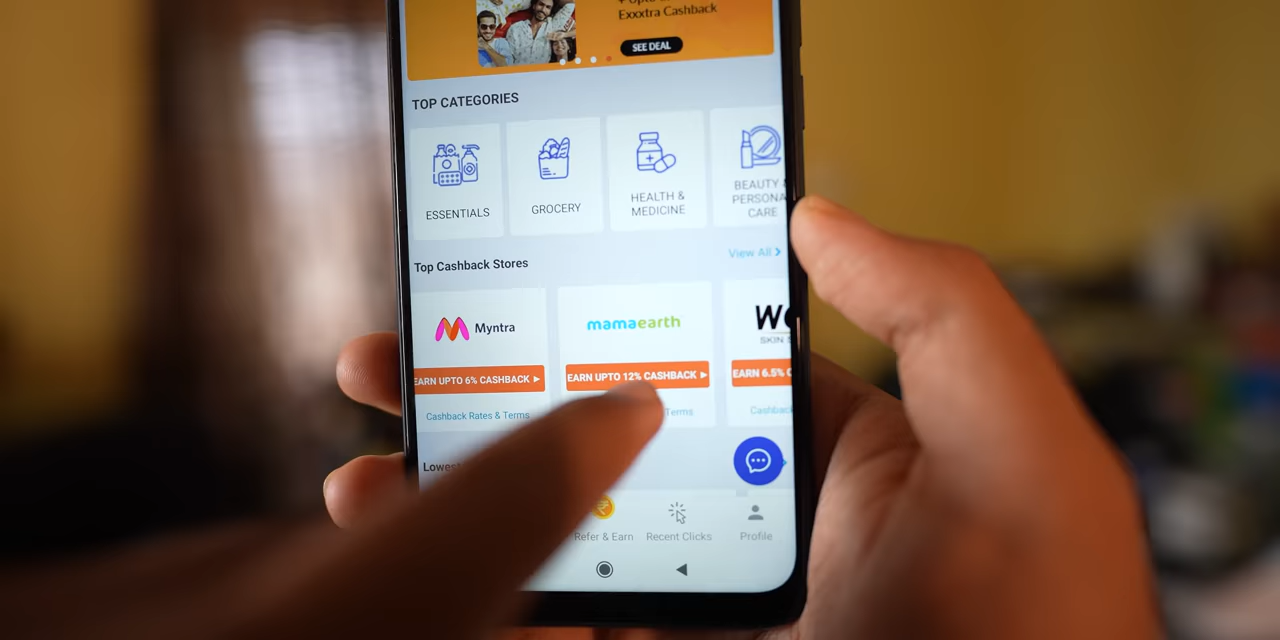 Exxxtra Cashback
SEE DEAL
TOP CATEGORIES
ESSENTIALS
GROCERY
HEALTH &
MEDICINE
BEAUTY
PERSONA
CARE
View All >
Top Cashback Stores
Myntra
mamaearth
SKIN
EARN UPTO 6% CASHBACK ▶
EARN UPTO 12% CASHBACK ▶
EARN 6.5%
Cashback Rates & Terms
Terms
Refer & Earn
Recent Clicks
Profile